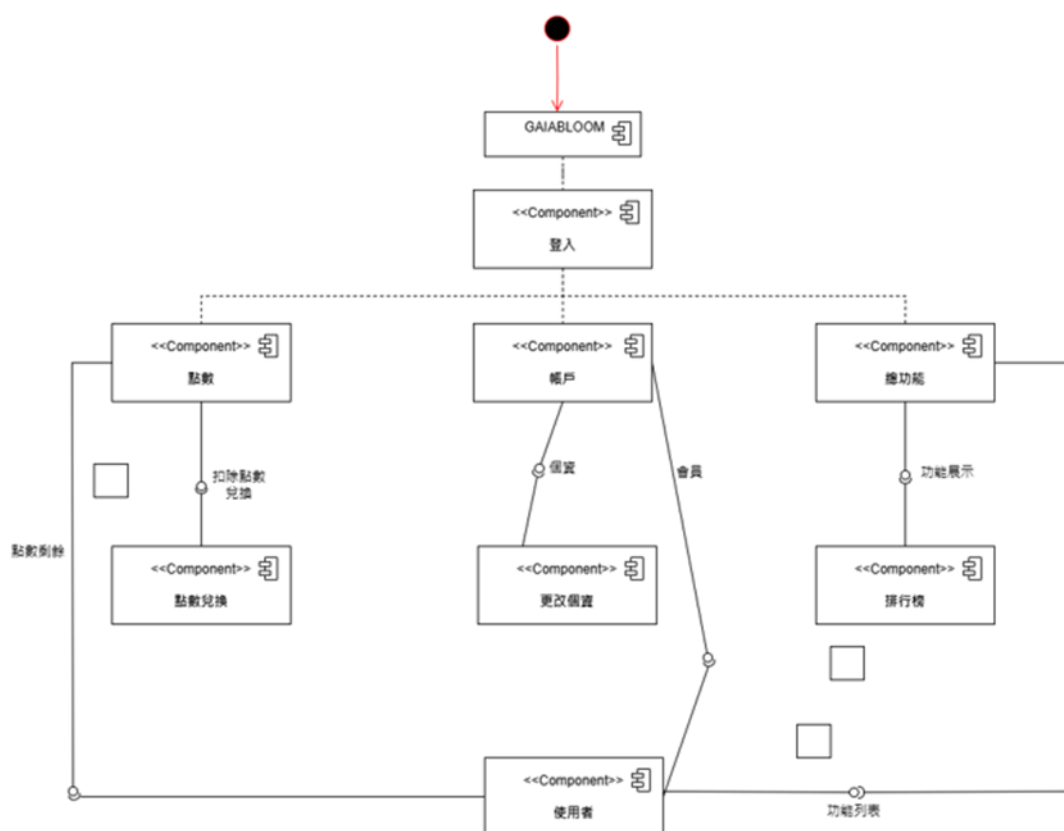 GAIABLOOM
<<Component>>
登入
<<Component>>
點數
<<Component>>
帳戶
<<Component>>
總功能
扣除點數
兌換
個資
會員
功能展示
點數剩餘
<<Component>>
點數兌換
<<Component>>
更改個資
<<Component>>
排行榜
<<Component>>
使用者
功能列表